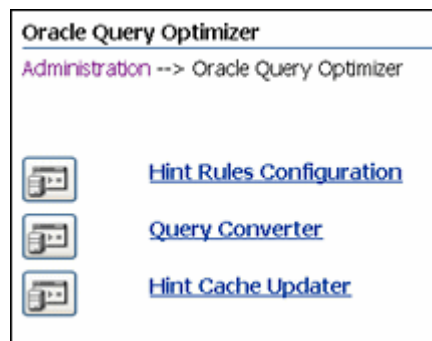 Oracle Query Optimizer
Administration --> Oracle Query Optimizer
Hint Rules Configuration
Query Converter
Hint Cache Updater